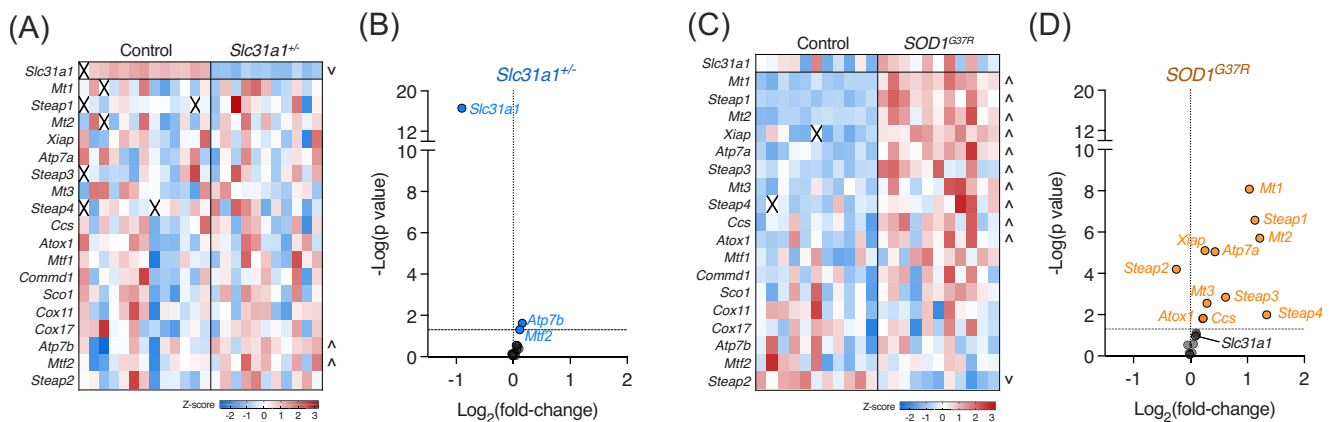 (A)
Control Slc31a1+/-
Slc31a1 v
Mt1
Steap1
Mt2
Xiap
Atp7a
Steap3
Mt3
Steap4
Ccs
Atox1
Mtf1
Commd1
Sco1
Cox11
Cox17
Atp7b ^
Mtf2 ^
Steap2
Z-score -2 -1 0 1 2 3
(B)
Slc31a1+/-
20
12
10
8
6
4
2
0
-Log(p value)
Slc31a1
Atp7b
Mtf2
-1 0 1 2
Log2(fold-change)
(C)
Control SOD1G37R
Slc31a1
Mt1 ^
Steap1 ^
Mt2 ^
Xiap ^
Atp7a ^
Steap3 ^
Mt3 ^
Steap4 ^
Ccs ^
Atox1 ^
Mtf1
Commd1
Sco1
Cox11
Cox17
Atp7b
Mtf2
Steap2 v
Z-score -2 -1 0 1 2 3
(D)
SOD1G37R
20
12
10
8
6
4
2
0
-Log(p value)
Mt1
Steap1
Mt2
Xiap
Atp7a
Steap2
Mt3
Steap3
Atox1
Ccs
Steap4
Slc31a1
-1 0 1 2
Log2(fold-change)